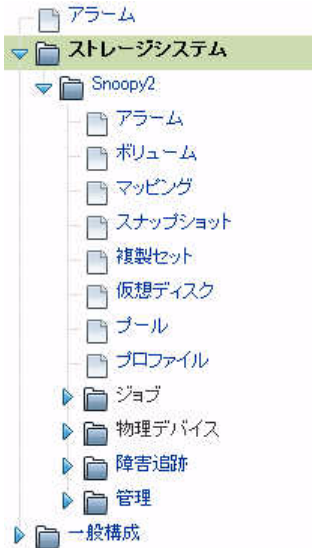 アラーム
ストレージシステム
Snoopy2
アラーム
ボリューム
マッピング
スナップショット
複製セット
仮想ディスク
プール
プロファイル
ジョブ
物理デバイス
障害追跡
管理
一般構成